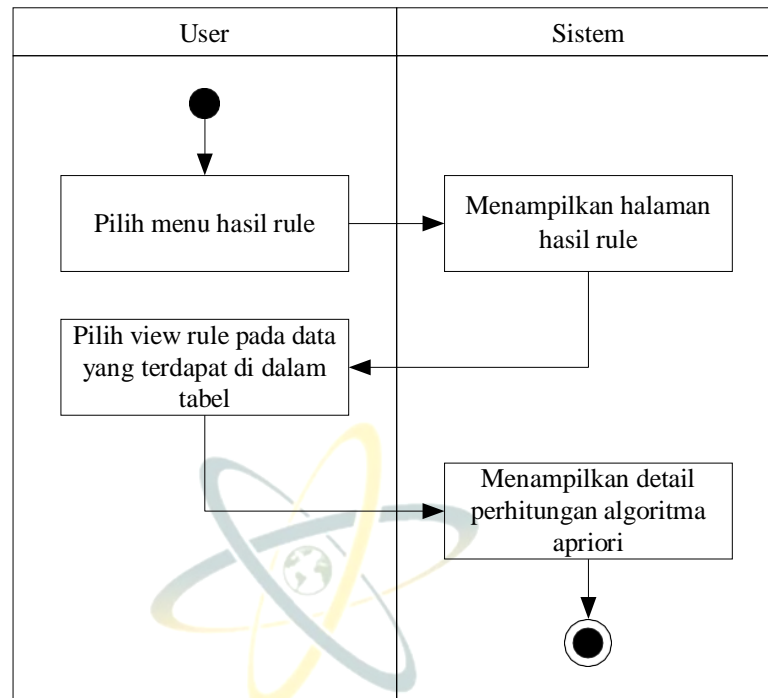 User
Sistem
Pilih menu hasil rule
Menampilkan halaman
hasil rule
Pilih view rule pada data
yang terdapat di dalam
tabel
Menampilkan detail
perhitungan algoritma
apriori